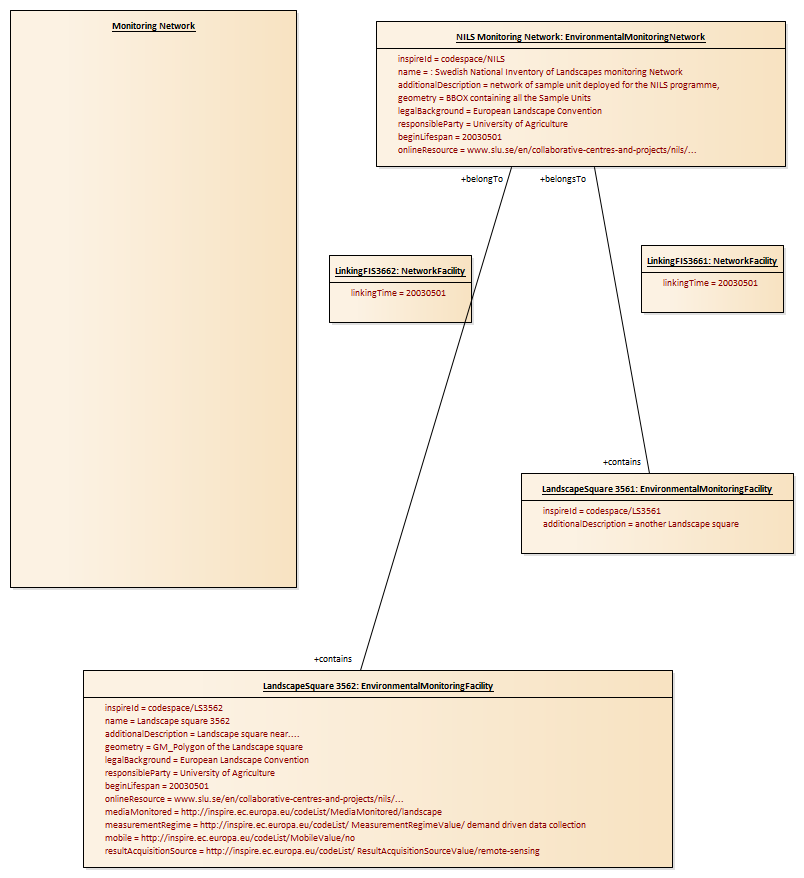 Monitoring Network
NILS Monitoring Network: EnvironmentalMonitoringNetwork
inspireId = codespace/NILS
name = : Swedish National Inventory of Landscapes monitoring Network
additionalDescription = network of sample unit deployed for the NILS programme,
geometry = BBOX containing all the Sample Units
legalBackground = European Landscape Convention
responsibleParty = University of Agriculture
beginLifespan = 20030501
onlineResource = www.slu.se/en/collaborative-centres-and-projects/nils/...
+belongTo
+belongsTo
LinkingFIS3662: NetworkFacility
linkingTime = 20030501
LinkingFIS3661: NetworkFacility
linkingTime = 20030501
+contains
LandscapeSquare 3561: EnvironmentalMonitoringFacility
inspireId = codespace/LS3561
additionalDescription = another Landscape square
+contains
LandscapeSquare 3562: EnvironmentalMonitoringFacility
inspireId = codespace/LS3562
name = Landscape square 3562
additionalDescription = Landscape square near....
geometry = GM_Polygon of the Landscape square
legalBackground = European Landscape Convention
responsibleParty = University of Agriculture
beginLifespan = 20030501
onlineResource = www.slu.se/en/collaborative-centres-and-projects/nils/...
mediaMonitored = http://inspire.ec.europa.eu/codeList/MediaMonitored/landscape
measurementRegime = http://inspire.ec.europa.eu/codeList/ MeasurementRegimeValue/ demand driven data collection
mobile = http://inspire.ec.europa.eu/codeList/MobileValue/no
resultAcquisitionSource = http://inspire.ec.europa.eu/codeList/ ResultAcquisitionSourceValue/remote-sensing